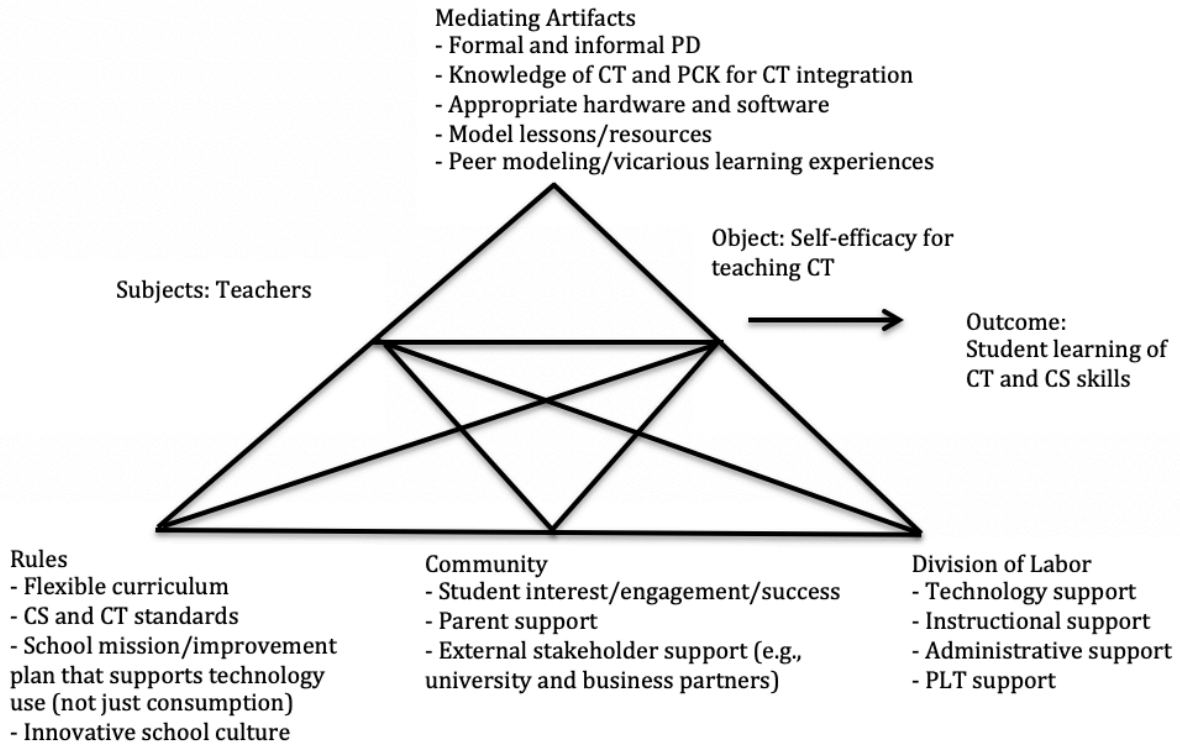 Mediating Artifacts
- Formal and informal PD
- Knowledge of CT and PCK for CT integration
- Appropriate hardware and software
- Model lessons/resources
- Peer modeling/vicarious learning experiences
Subjects: Teachers
Object: Self-efficacy for
teaching CT
Outcome:
Student learning of
CT and CS skills
Rules
- Flexible curriculum
- CS and CT standards
- School mission/improvement
plan that supports technology
use (not just consumption)
- Innovative school culture
Community
- Student interest/engagement/success
- Parent support
- External stakeholder support (e.g.,
university and business partners)
Division of Labor
- Technology support
- Instructional support
- Administrative support
- PLT support